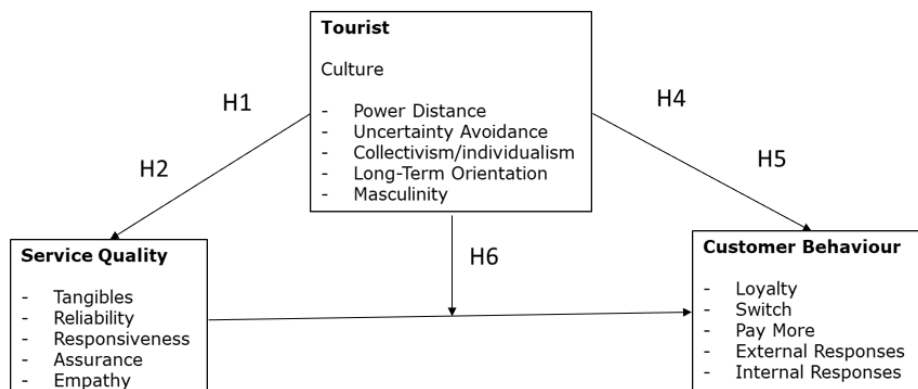 Tourist
Culture
- Power Distance
- Uncertainty Avoidance
- Collectivism/individualism
- Long-Term Orientation
- Masculinity
H1
H2
H4
H5
H6
Service Quality
- Tangibles
- Reliability
- Responsiveness
- Assurance
- Empathy
Customer Behaviour
- Loyalty
- Switch
- Pay More
- External Responses
- Internal Responses